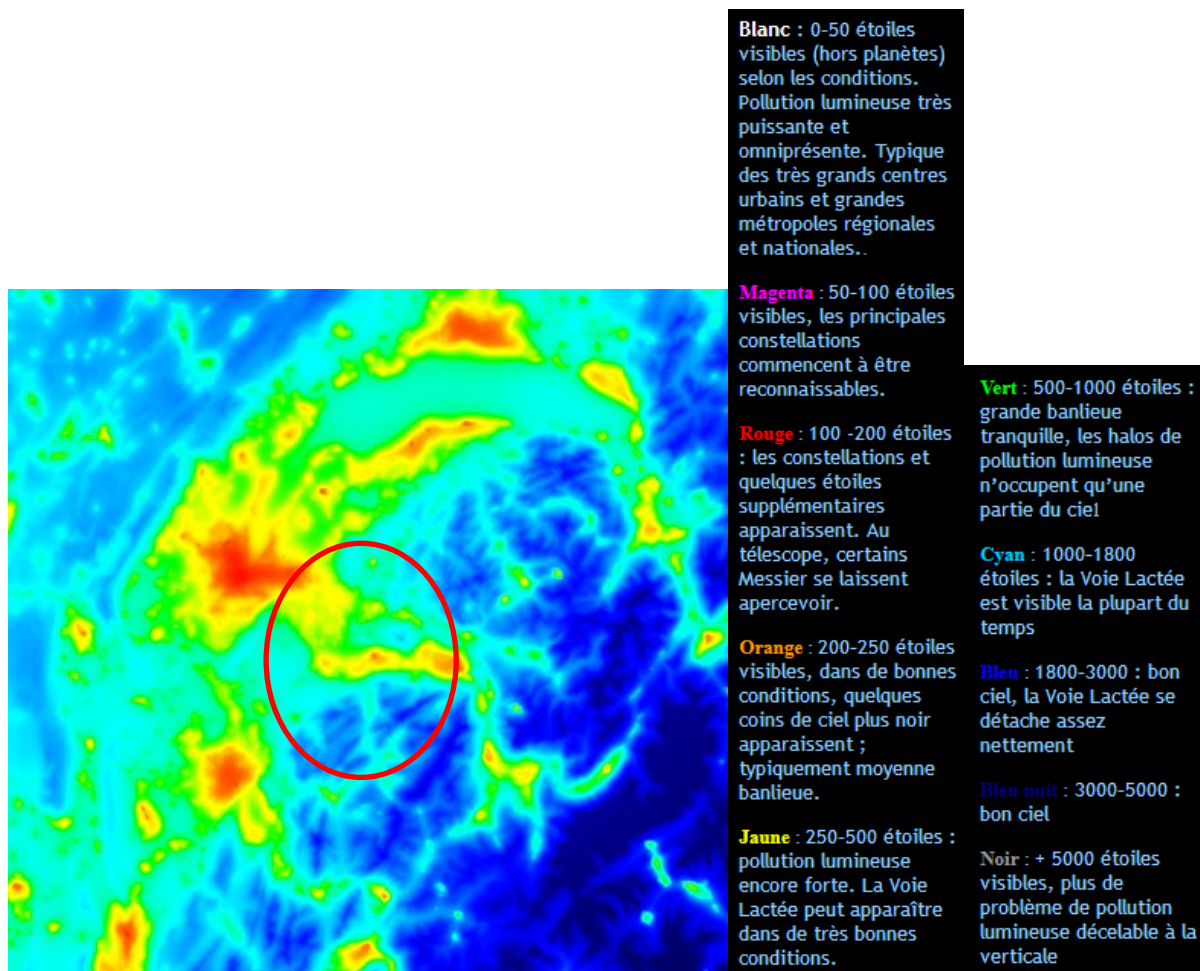 Blanc : 0-50 étoiles
visibles (hors planètes)
selon les conditions.
Pollution lumineuse très
puissante et
omniprésente. Typique
des très grands centres
urbains et grandes
métropoles régionales
et nationales..
Magenta : 50-100 étoiles
visibles, les principales
constellations
commencent à être
reconnaissables.
Rouge : 100 -200 étoiles
: les constellations et
quelques étoiles
supplémentaires
apparaissent. Au
télescope, certains
Messier se laissent
apercevoir.
Orange : 200-250 étoiles
visibles, dans de bonnes
conditions, quelques
coins de ciel plus noir
apparaissent ;
typiquement moyenne
banlieue.
Jaune : 250-500 étoiles :
pollution lumineuse
encore forte. La Voie
Lactée peut apparaître
dans de très bonnes
conditions.
Vert : 500-1000 étoiles :
grande banlieue
tranquille, les halos de
pollution lumineuse
n'occupent qu'une
partie du ciel
Cyan : 1000-1800
étoiles : la Voie Lactée
est visible la plupart du
temps
Bleu : 1800-3000 : bon
ciel, la Voie Lactée se
détache assez
nettement
Bleu nuit : 3000-5000 :
bon ciel
Noir : + 5000 étoiles
visibles, plus de
problème de pollution
lumineuse décelable à la
verticale